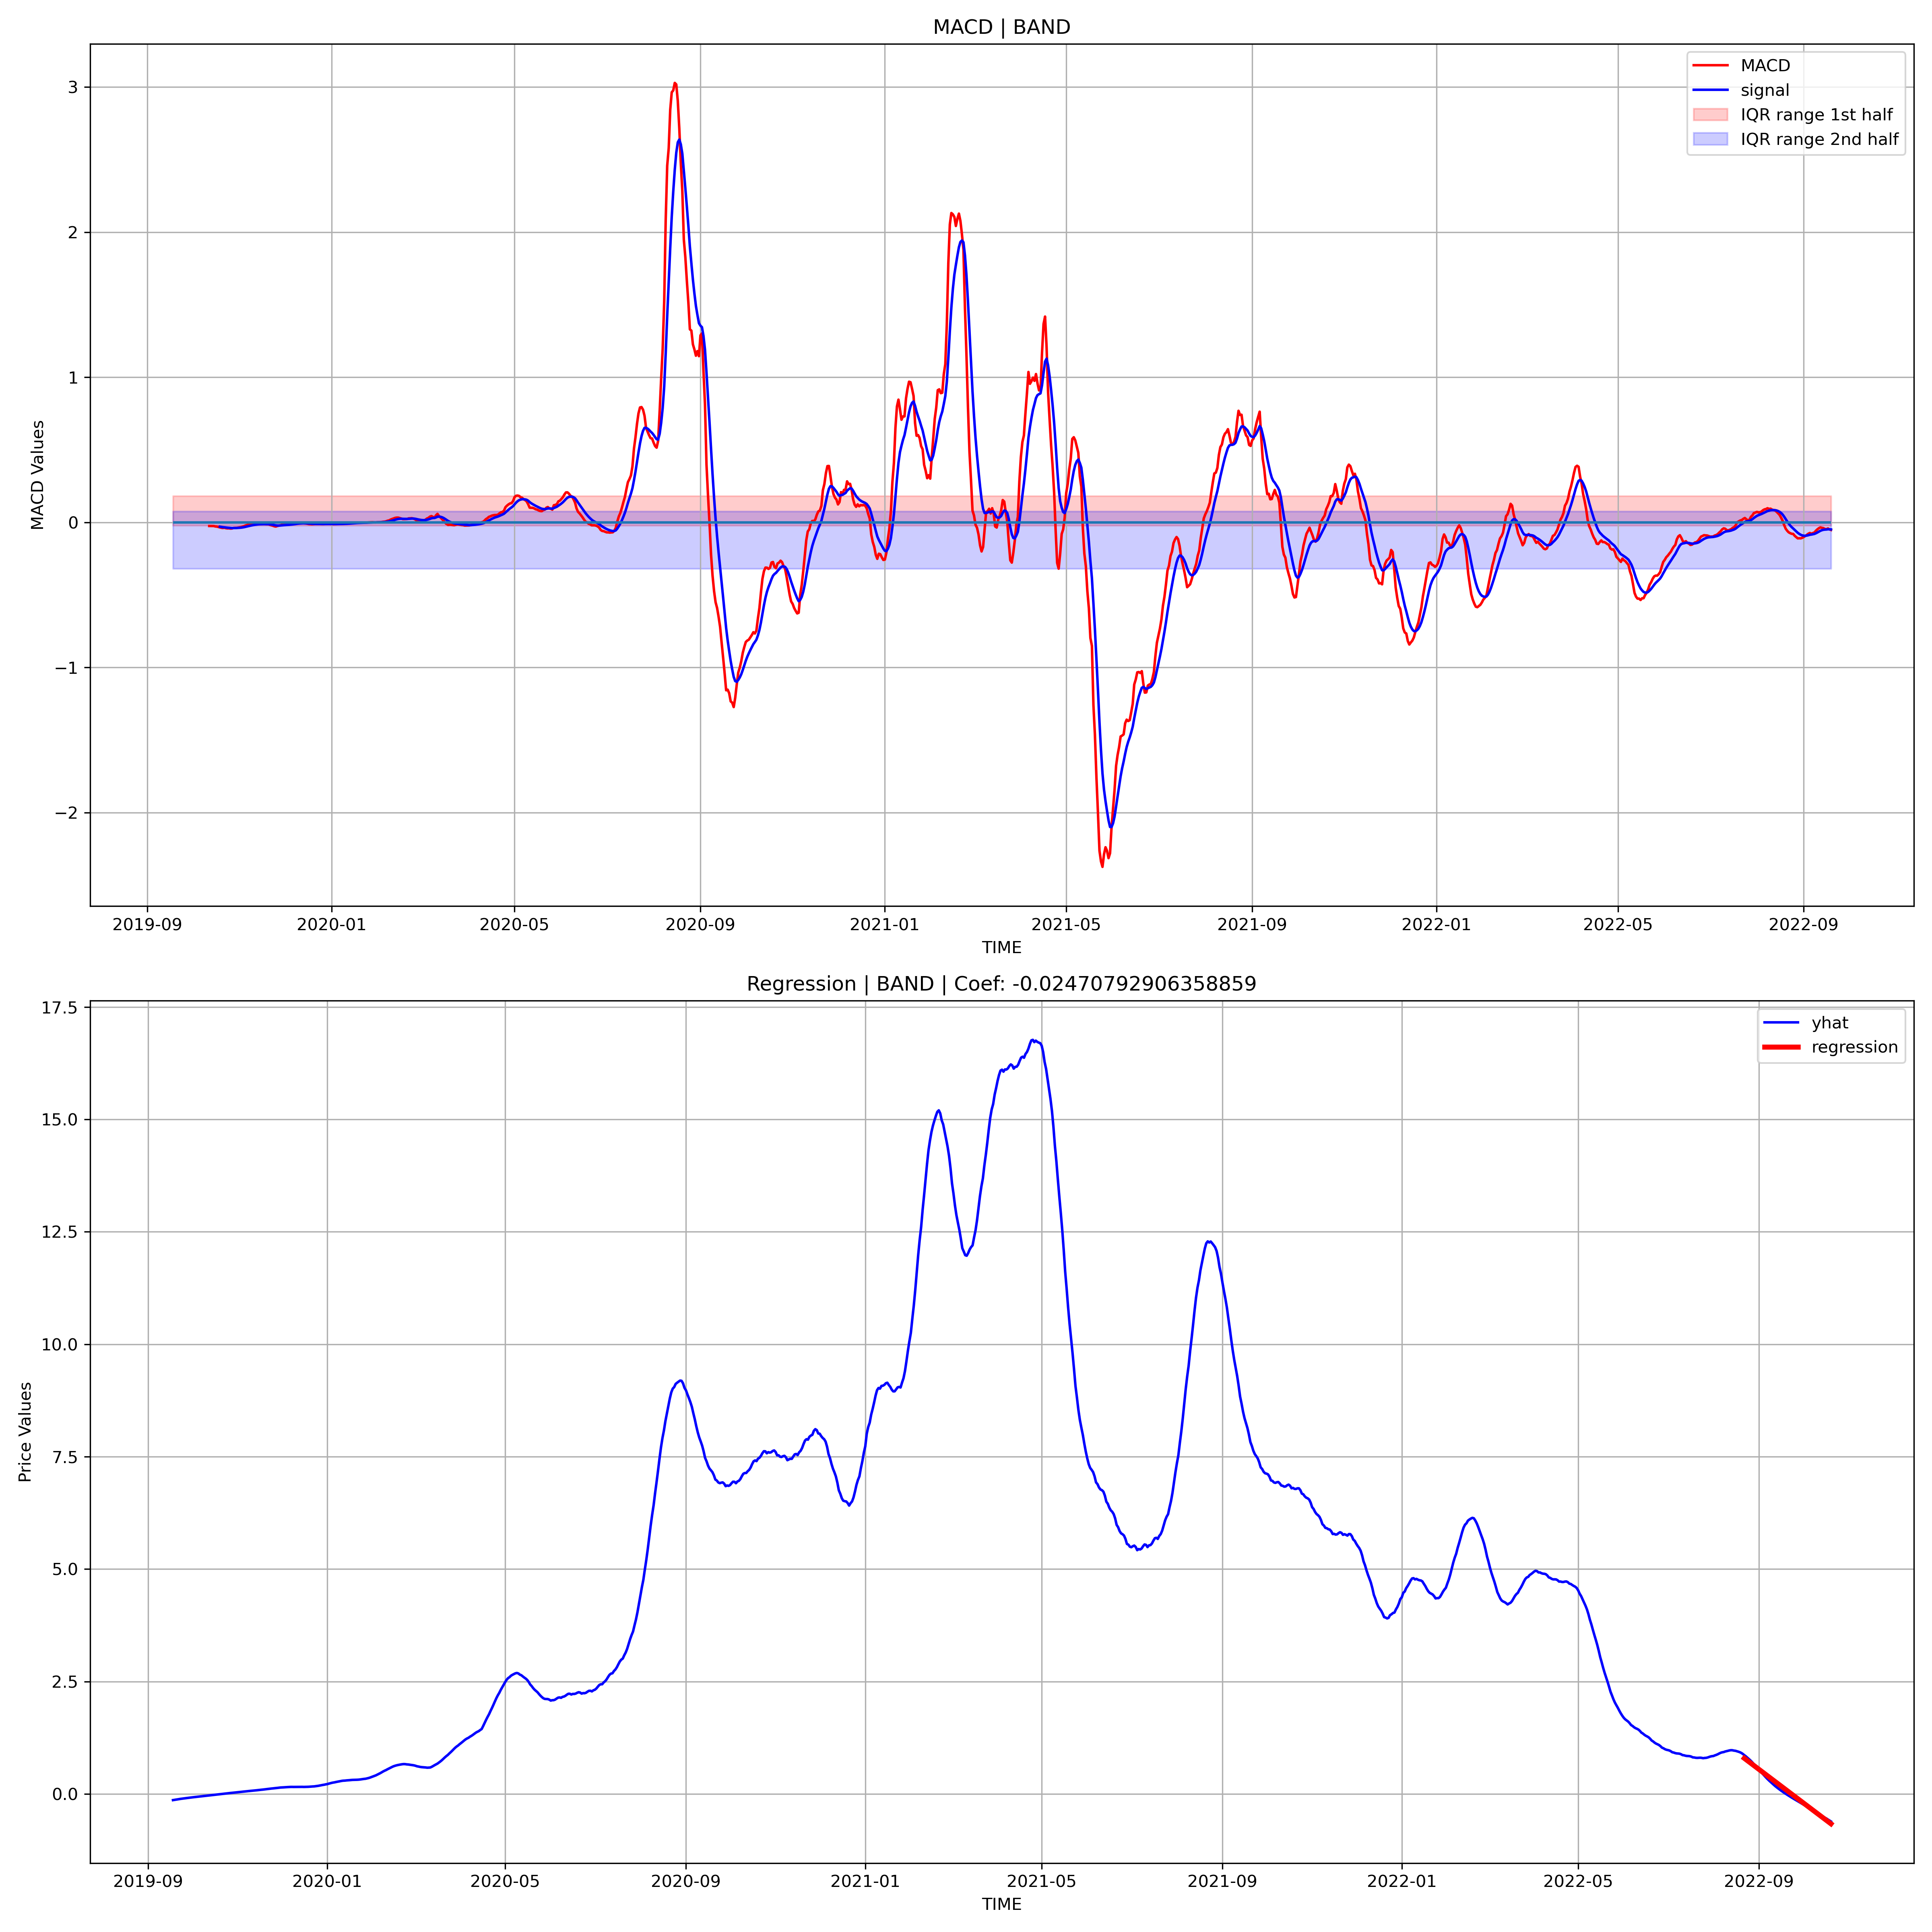 MACD | BAND
MACD
signal
IQR range 1st half
IQR range 2nd half
MACD Values
3
2
1
0
−1
−2
2019-09 2020-01 2020-05 2020-09 2021-01 2021-05 2021-09 2022-01 2022-05 2022-09
TIME
Regression | BAND | Coef: -0.02470792906358859
yhat
regression
Price Values
17.5
15.0
12.5
10.0
7.5
5.0
2.5
0.0
2019-09 2020-01 2020-05 2020-09 2021-01 2021-05 2021-09 2022-01 2022-05 2022-09
TIME